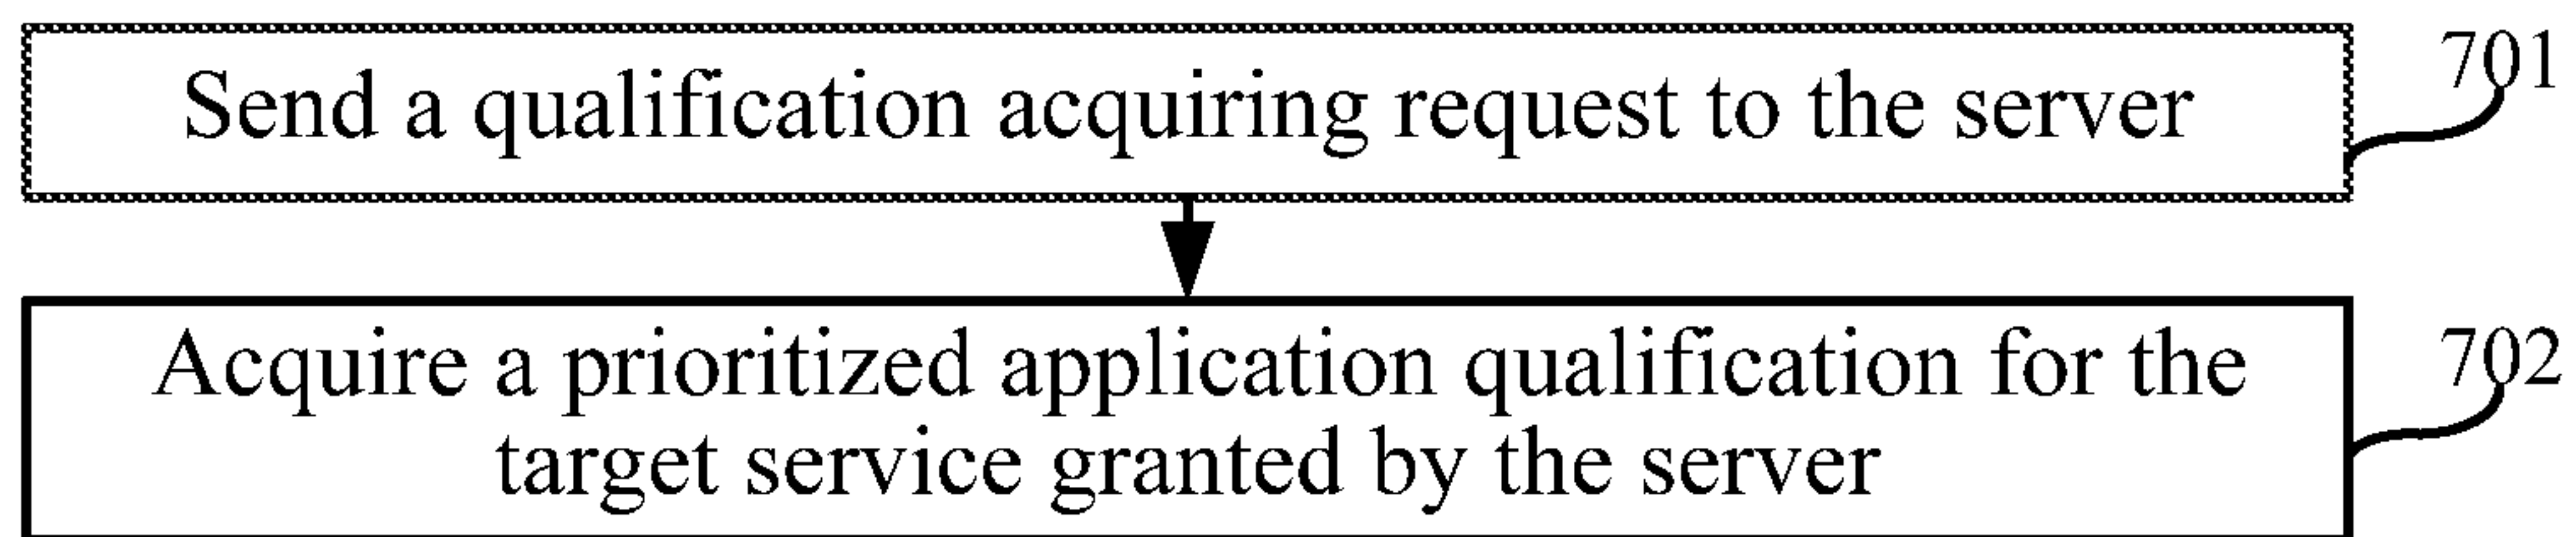 Send a qualification acquiring request to the server
701
Acquire a prioritized application qualification for the
target service granted by the server
702